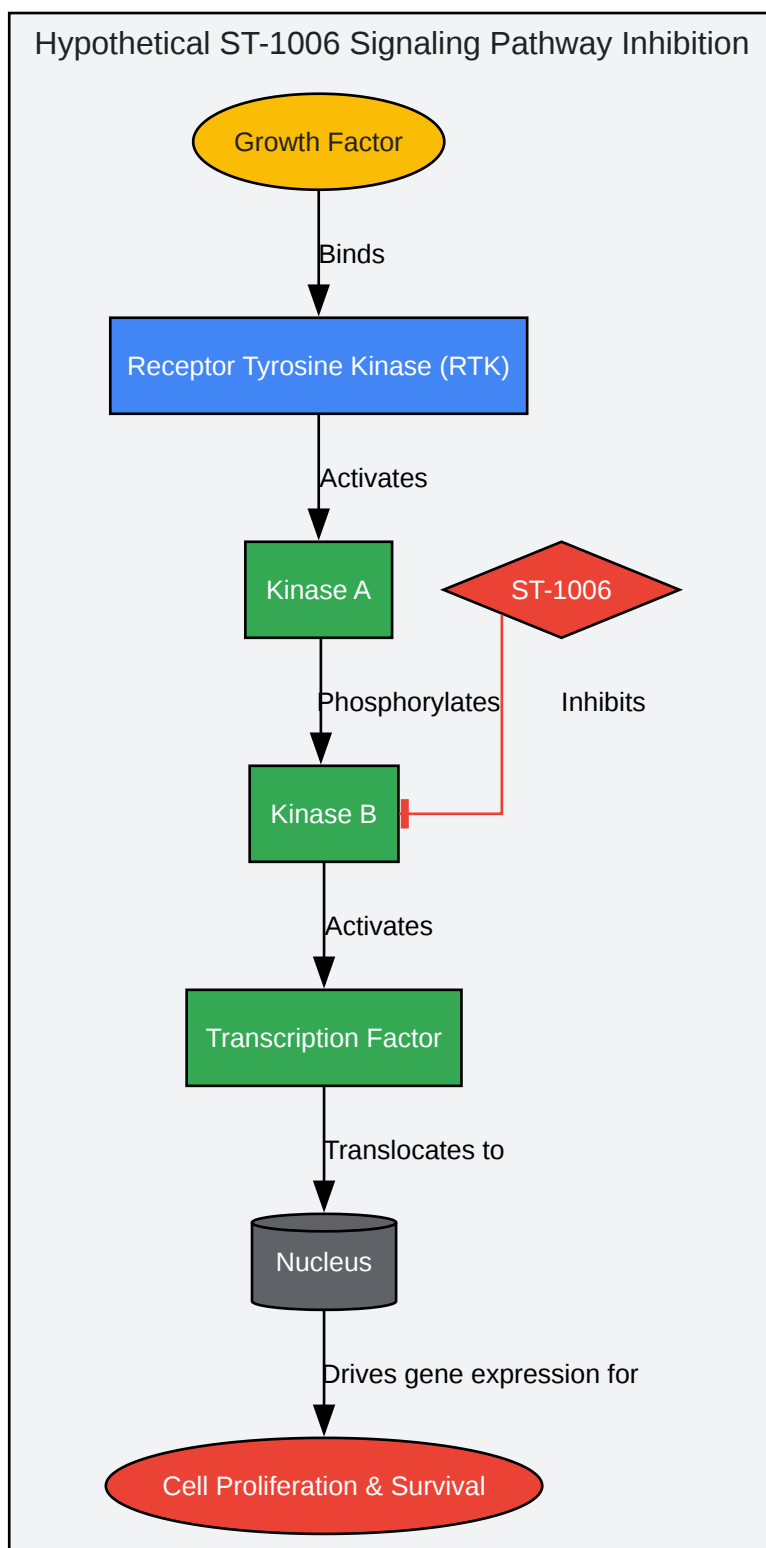 Hypothetical ST-1006 Signaling Pathway Inhibition
Growth Factor
Binds
Receptor Tyrosine Kinase (RTK)
Activates
Kinase A
ST-1006
Phosphorylates
Inhibits
Kinase B
Activates
Transcription Factor
Translocates to
Nucleus
Drives gene expression for
Cell Proliferation & Survival